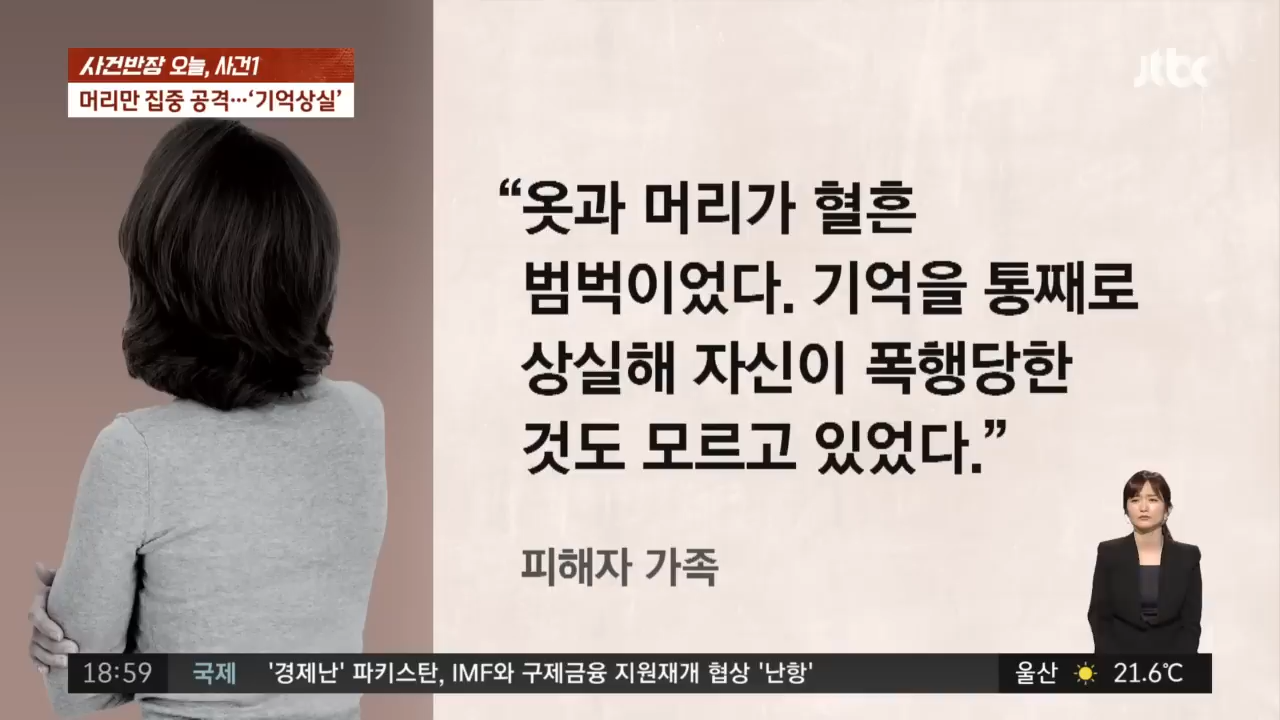 사건반장 오늘, 사건1
머리만 집중 공격…‘기억상실’
jtbc
“옷과 머리가 혈흔
범벅이었다. 기억을 통째로
상실해 자신이 폭행당한
것도 모르고 있었다.”
피해자 가족
18:59 국제 '경제난' 파키스탄, IMF와 구제금융 지원재개 협상 '난항' 울산 21.6℃